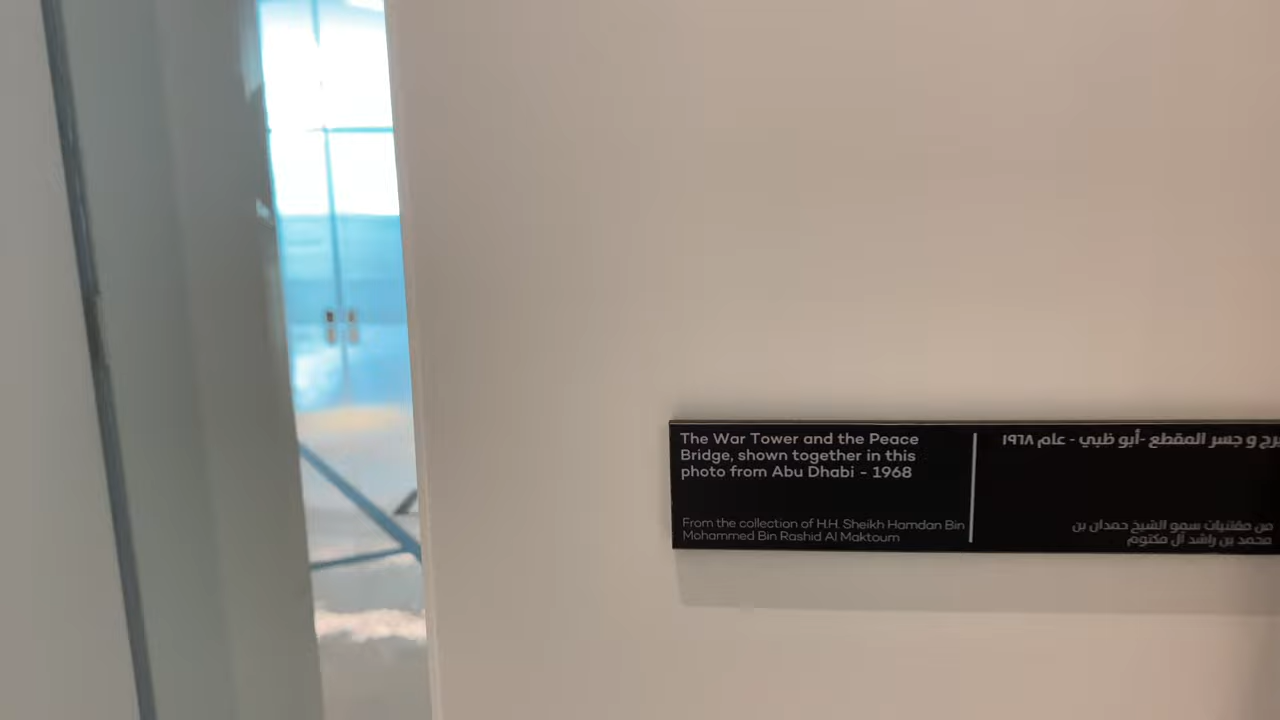 The War Tower and the Peace
Bridge, shown together in this
photo from Abu Dhabi - 1968
From the collection of H.H. Sheikh Hamdan Bin
Mohammed Bin Rashid Al Maktoum
برج و جسر المقطع -أبو ظبي - عام ١٩٦٨
من مقتنيات سمو الشيخ حمدان بن
محمد بن راشد آل مكتوم